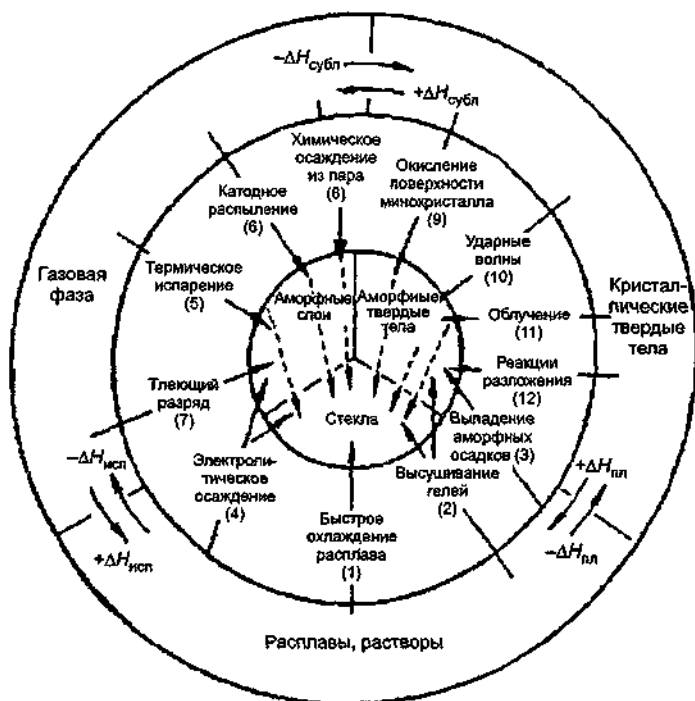 −ΔHсубл
+ΔHсубл
Химическое
осаждение
из пара
(6)
Окисление
поверхности
минокристалла
(9)
Катодное
распыление
(6)
Ударные
волны
(10)
Термическое
испарение
(5)
Газовая
фаза
Аморфные
слои
Аморфные
твердые
тела
Облучение
(11)
Кристал-
лические
твердые
тела
Тлеющий
разряд
(7)
Реакции
разложения
(12)
Стекла
Выпадение
аморфных
осадков
(3)
Электроли-
тическое
осаждение
(4)
Высушивание
гелей
(2)
Быстрое
охлаждение
расплава
(1)
−ΔHисп
+ΔHисп
+ΔHпл
−ΔHпл
Расплавы, растворы